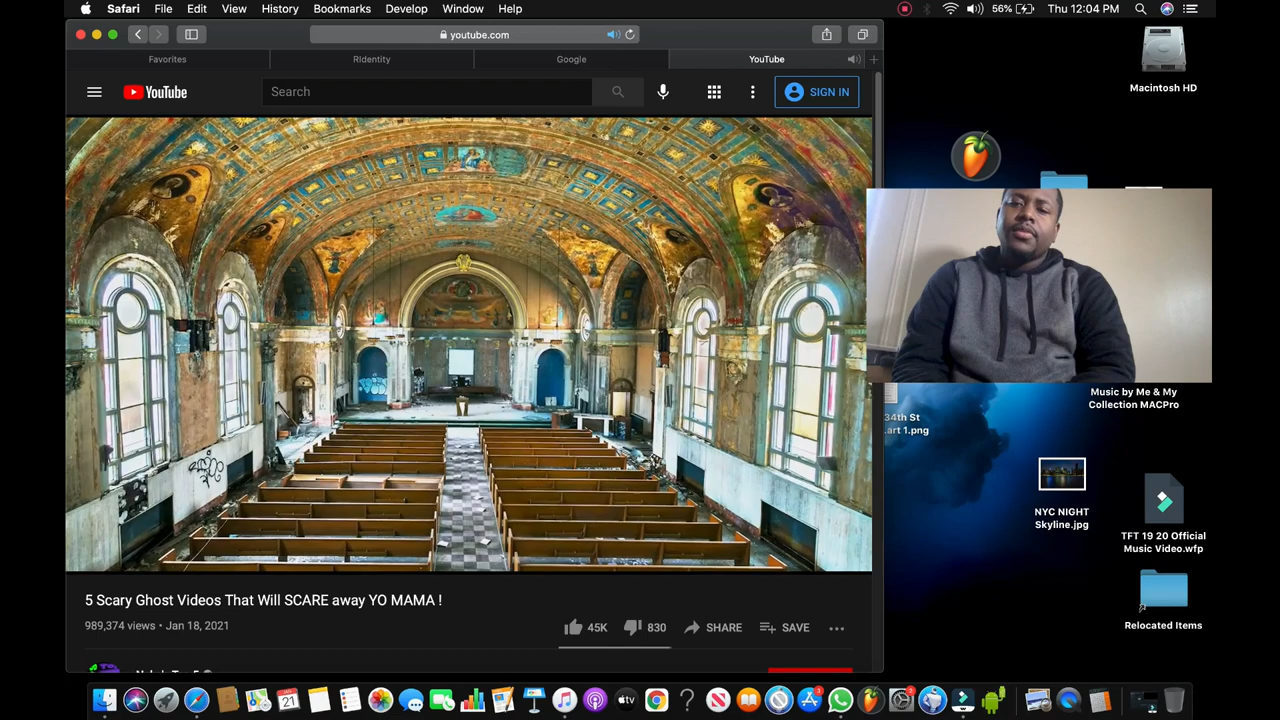 Safari File Edit View History Bookmarks Develop Window Help 56% Thu 12:04 PM
youtube.com
Favorites RIdentity Google YouTube
YouTube Search SIGN IN
Macintosh HD
34th St
.art 1.png
Music by Me & My
Collection MACPro
NYC NIGHT
Skyline.jpg
TFT 19 20 Official
Music Video.wfp
5 Scary Ghost Videos That Will SCARE away YO MAMA !
989,374 views • Jan 18, 2021
45K 830 SHARE SAVE
Relocated Items
JAN
21
tv